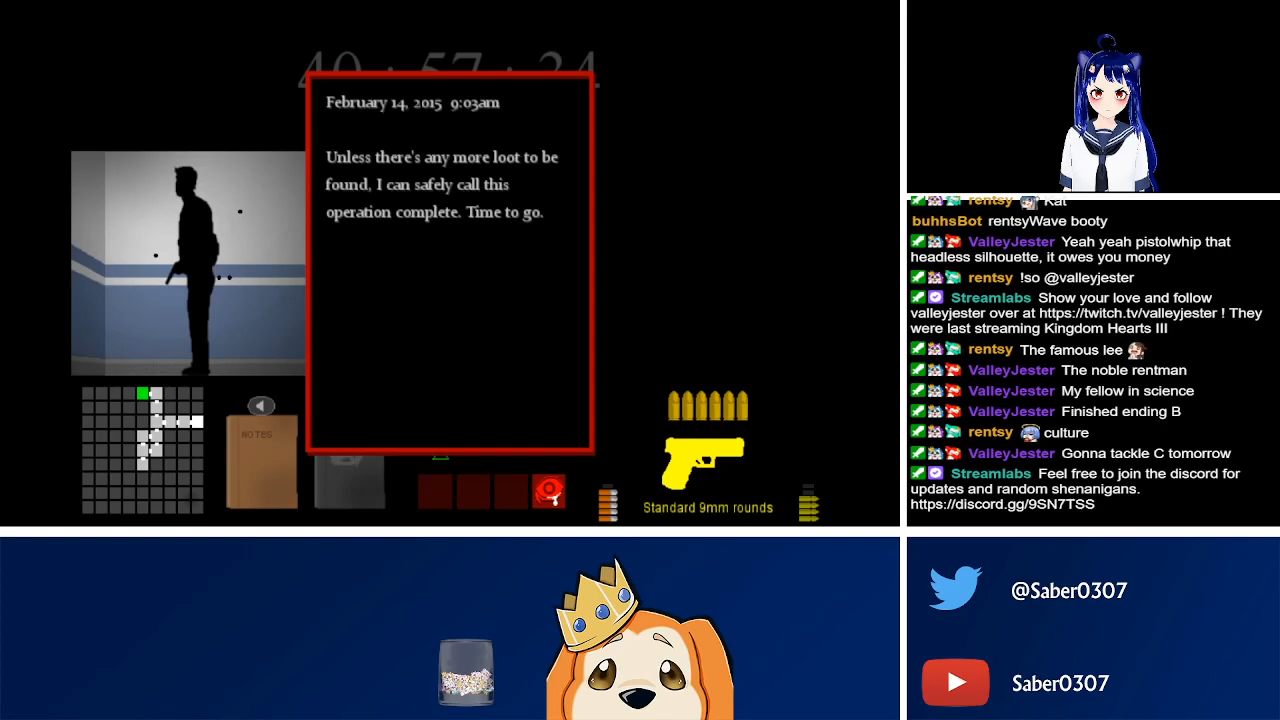 40 : 57 : 24
February 14, 2015 9:03am
Unless there's any more loot to be
found, I can safely call this
operation complete. Time to go.
NOTES
Standard 9mm rounds
rentsy Kat
buhhsBot rentsyWave booty
ValleyJester Yeah yeah pistolwhip that
headless silhouette, it owes you money
rentsy !so @valleyjester
Streamlabs Show your love and follow
valleyjester over at https://twitch.tv/valleyjester ! They
were last streaming Kingdom Hearts III
rentsy The famous lee
ValleyJester The noble rentman
ValleyJester My fellow in science
ValleyJester Finished ending B
rentsy culture
ValleyJester Gonna tackle C tomorrow
Streamlabs Feel free to join the discord for
updates and random shenanigans.
https://discord.gg/9SN7TSS
@Saber0307
Saber0307